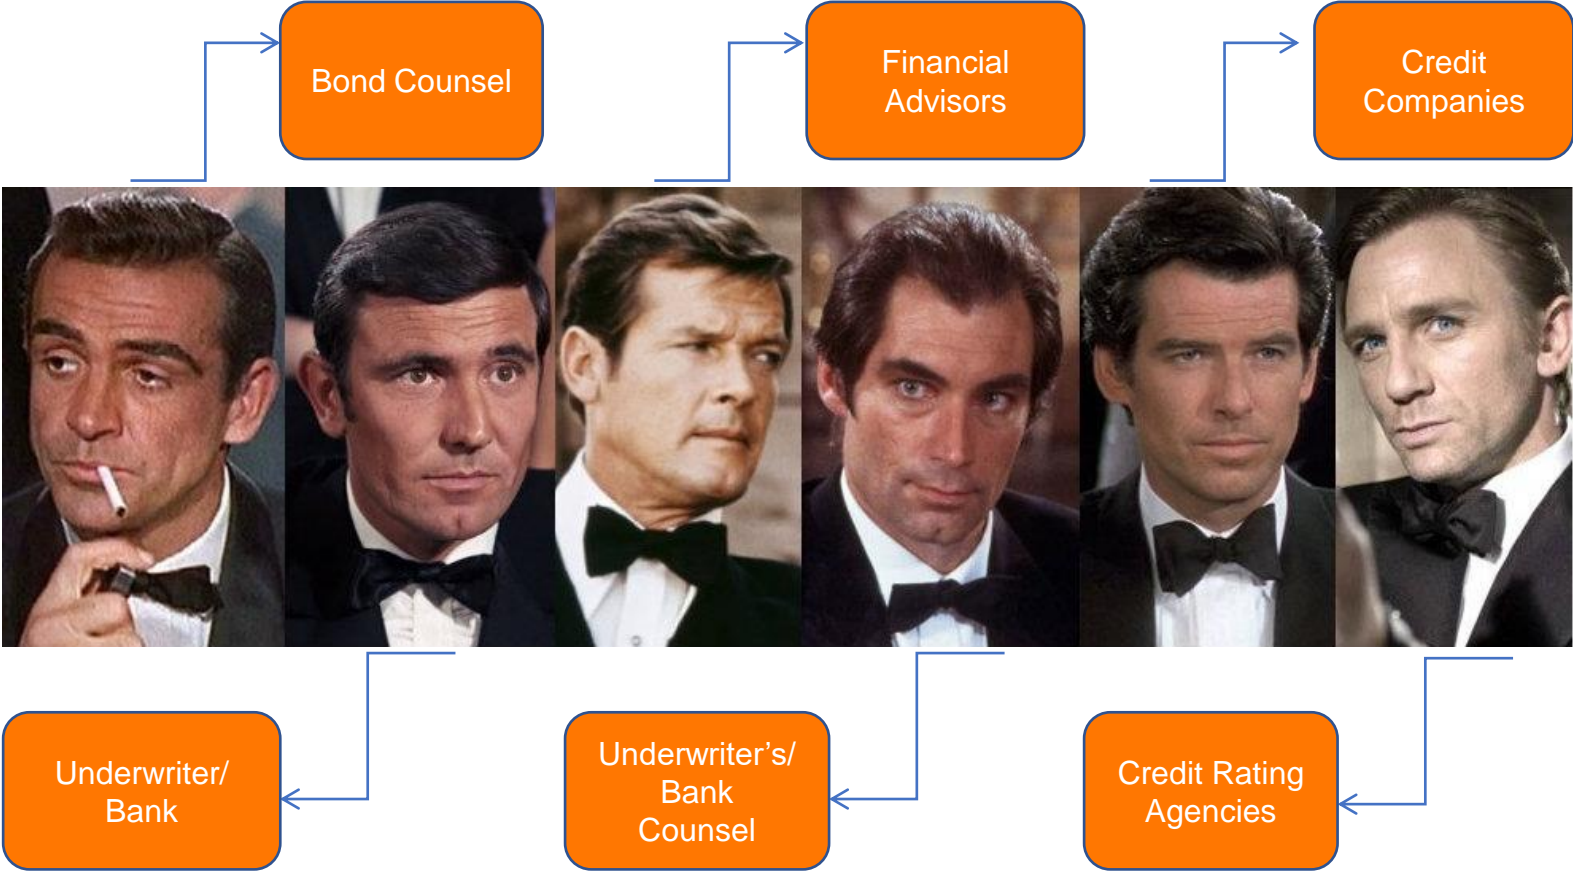 Bond Counsel
Financial
Advisors
Credit
Companies
Underwriter/
Bank
Underwriter’s/
Bank
Counsel
Credit Rating
Agencies